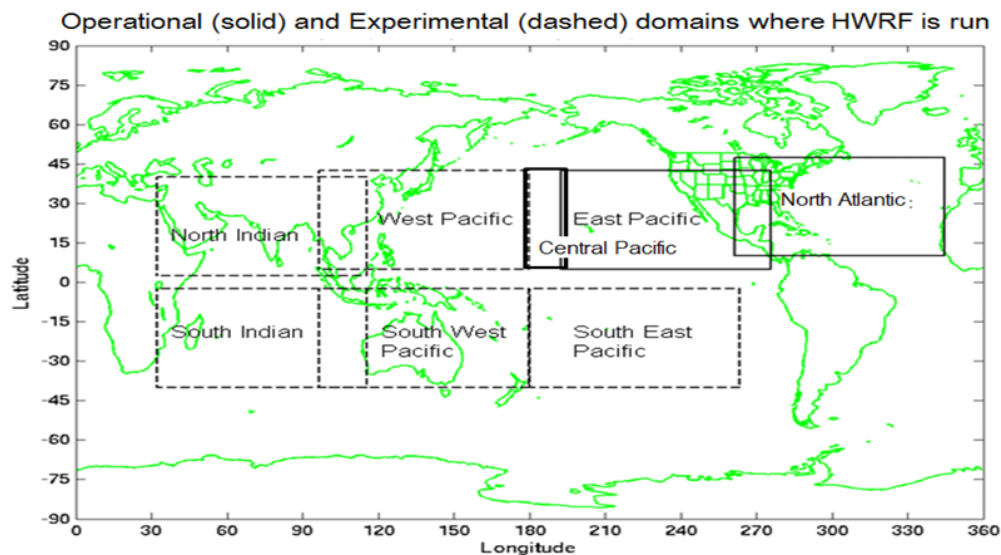 Operational (solid) and Experimental (dashed) domains where HWRF is run
90
75
60
45
30
15
0
-15
-30
-45
-60
-75
-90
Latitude
North Indian
West Pacific
East Pacific
Central Pacific
North Atlantic
South Indian
South West
Pacific
South East
Pacific
0 30 60 90 120 150 180 210 240 270 300 330 360
Longitude